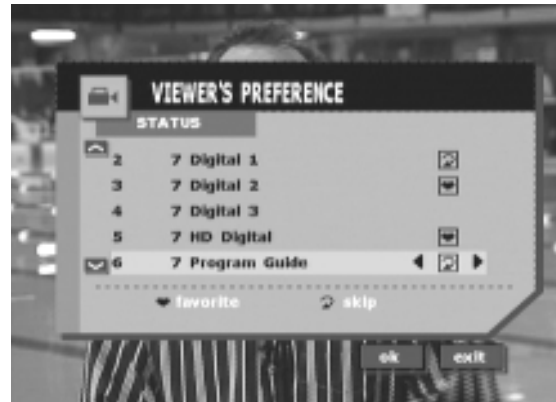 VIEWER'S PREFERENCE
STATUS
2 7 Digital 1
3 7 Digital 2
4 7 Digital 3
5 7 HD Digital
6 7 Program Guide
favorite skip
ok exit